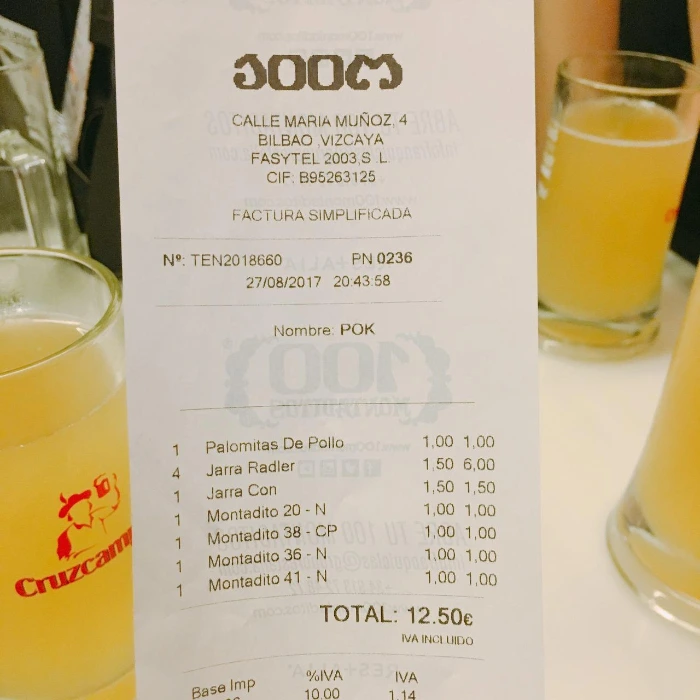 CALLE MARIA MUÑOZ, 4
BILBAO ,VIZCAYA
FASYTEL 2003,S.L.
CIF: B95263125
FACTURA SIMPLIFICADA
Nº: TEN2018660 PN 0236
27/08/2017 20:43:58
Nombre: POK
1 Palomitas De Pollo 1,00 1,00
4 Jarra Radler 1,50 6,00
1 Jarra Con 1,50 1,50
1 Montadito 20 - N 1,00 1,00
1 Montadito 38 - CP 1,00 1,00
1 Montadito 36 - N 1,00 1,00
1 Montadito 41 - N 1,00 1,00
TOTAL: 12.50€
IVA INCLUIDO
Base Imp %IVA IVA
10.00 1.14
Cruzcamp